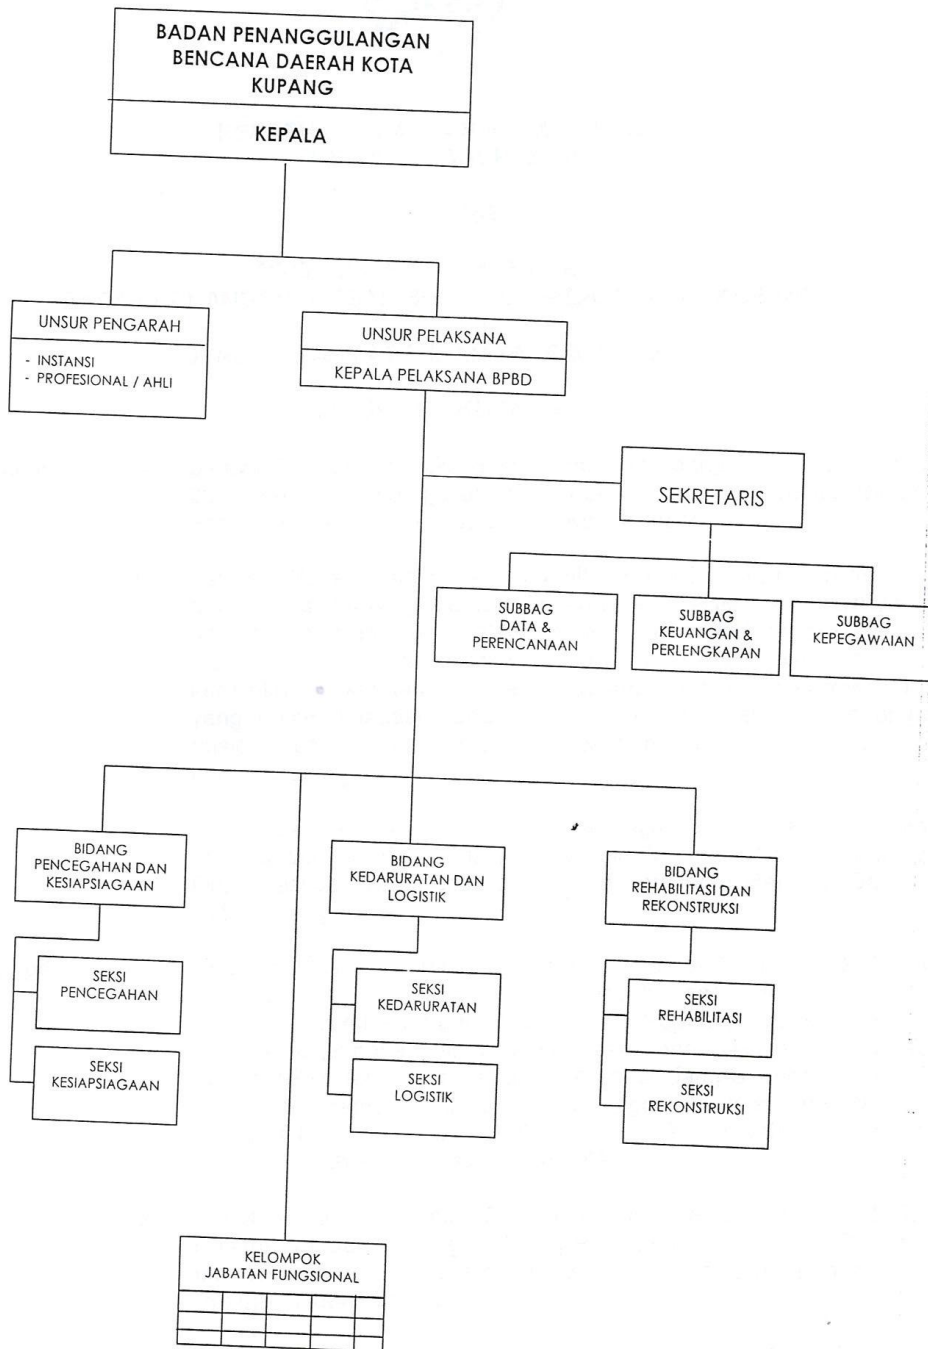 BADAN PENANGGULANGAN
BENCANA DAERAH KOTA
KUPANG
KEPALA
UNSUR PENGARAH
- INSTANSI
- PROFESIONAL / AHLI
UNSUR PELAKSANA
KEPALA PELAKSANA BPBD
SEKRETARIS
SUBBAG
DATA &
PERENCANAAN
SUBBAG
KEUANGAN &
PERLENGKAPAN
SUBBAG
KEPEGAWAIAN
BIDANG
PENCEGAHAN DAN
KESIAPSIAGAAN
BIDANG
KEDARURATAN DAN
LOGISTIK
BIDANG
REHABILITASI DAN
REKONSTRUKSI
SEKSI
PENCEGAHAN
SEKSI
KESIAPSIAGAAN
SEKSI
KEDARURATAN
SEKSI
LOGISTIK
SEKSI
REHABILITASI
SEKSI
REKONSTRUKSI
KELOMPOK
JABATAN FUNGSIONAL